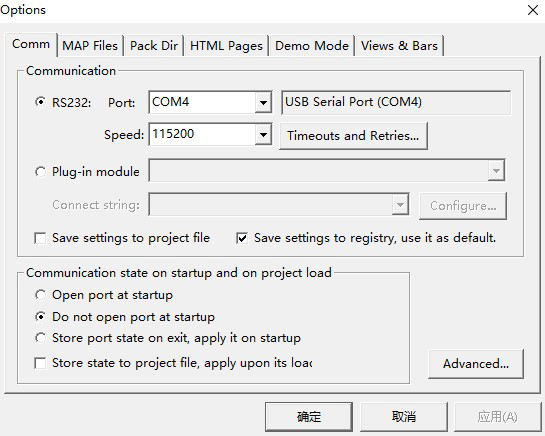 Options
Comm MAP Files Pack Dir HTML Pages Demo Mode Views & Bars
Communication
RS232: Port: COM4 USB Serial Port (COM4)
Speed: 115200 Timeouts and Retries...
Plug-in module
Connect string: Configure...
Save settings to project file Save settings to registry, use it as default.
Communication state on startup and on project load
Open port at startup
Do not open port at startup
Store port state on exit, apply it on startup
Store state to project file, apply upon its load
Advanced...
确定 取消 应用(A)